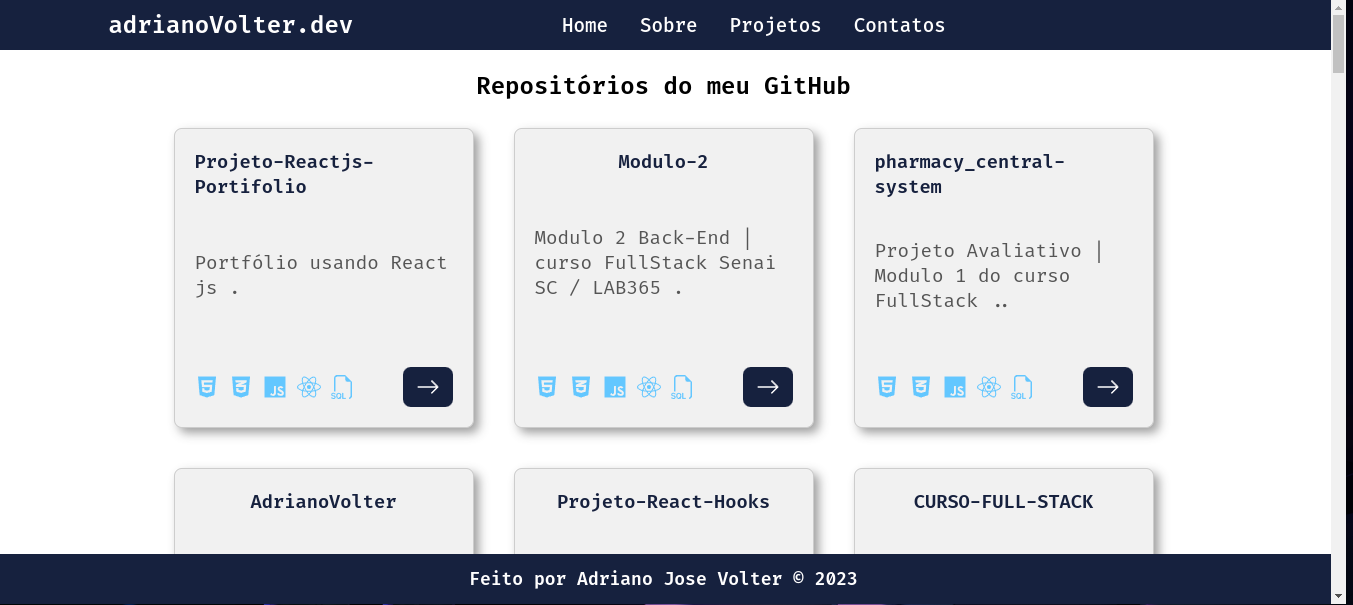 adrianoVolter.dev
Home Sobre Projetos Contatos
Repositórios do meu GitHub
Projeto-Reactjs-
Portifolio
Portfólio usando React
js .
JS
SQL
Modulo-2
Modulo 2 Back-End |
curso FullStack Senai
SC / LAB365 .
JS
SQL
pharmacy_central-
system
Projeto Avaliativo |
Modulo 1 do curso
FullStack ..
JS
SQL
AdrianoVolter
Projeto-React-Hooks
CURSO-FULL-STACK
Feito por Adriano Jose Volter © 2023